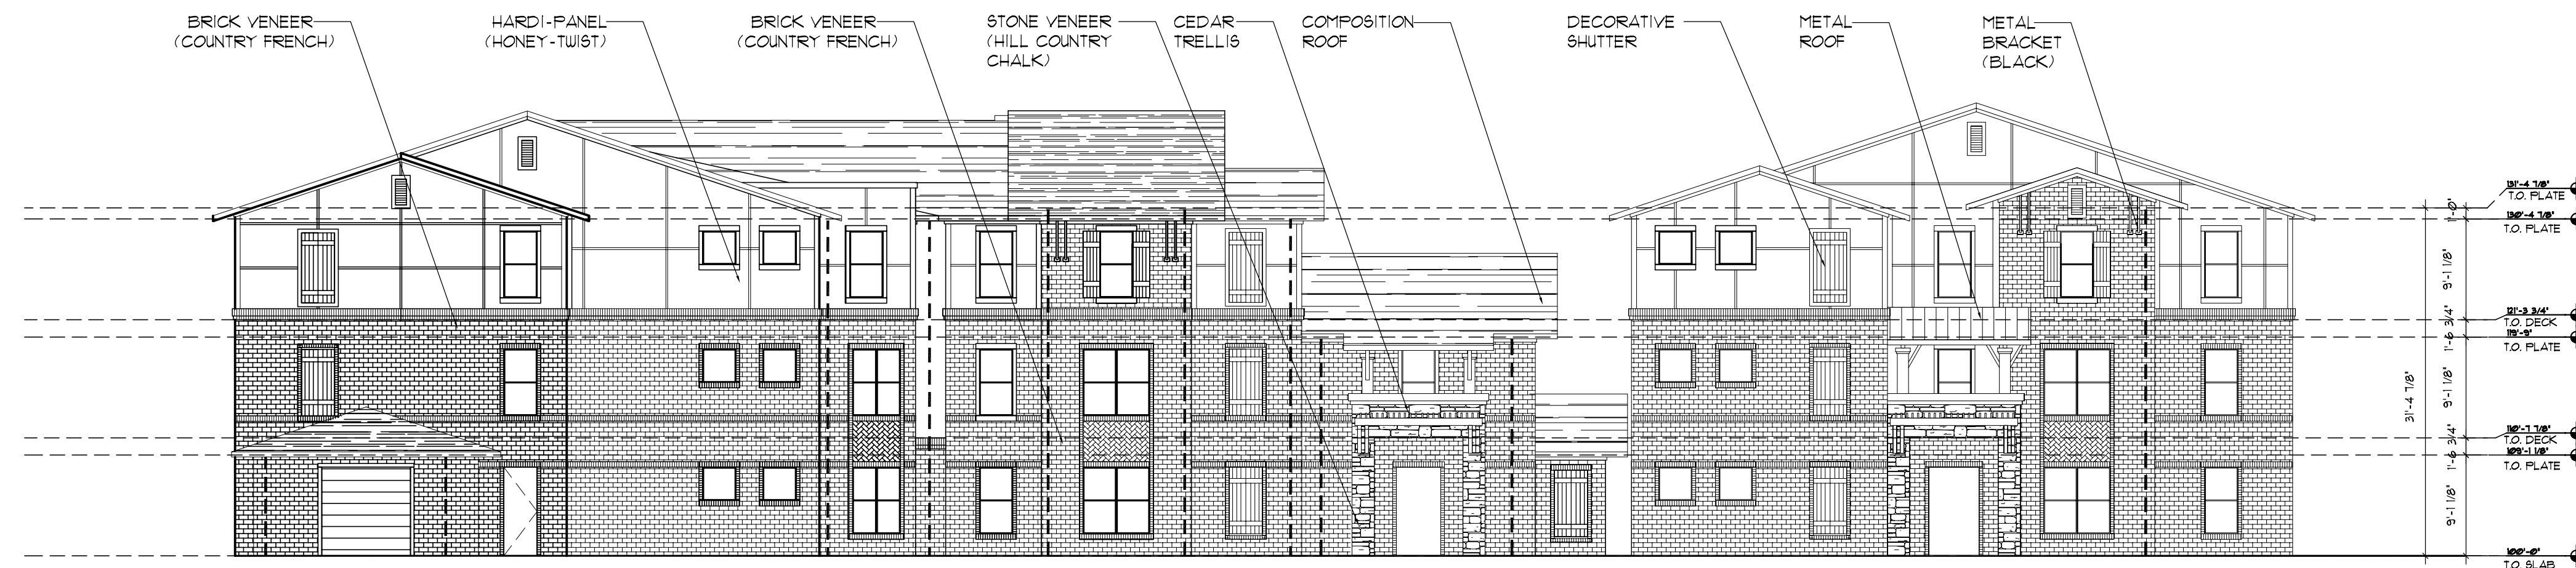 BRICK VENEER
(COUNTRY FRENCH)
HARDI-PANEL
(HONEY-TWIST)
BRICK VENEER
(COUNTRY FRENCH)
STONE VENEER
(HILL COUNTRY
CHALK)
CEDAR
TRELLIS
COMPOSITION
ROOF
DECORATIVE
SHUTTER
METAL
ROOF
METAL
BRACKET
(BLACK)
131'-4 7/8"
T.O. PLATE
1'-0"
130'-4 7/8"
T.O. PLATE
9'-1 1/8"
121'-3 3/4"
T.O. DECK
1'-6 3/4"
119'-9"
T.O. PLATE
31'-4 7/8"
9'-1 1/8"
110'-7 7/8"
T.O. DECK
1'-6 3/4"
109'-1 1/8"
T.O. PLATE
9'-1 1/8"
100'-0"
T.O. SLAB